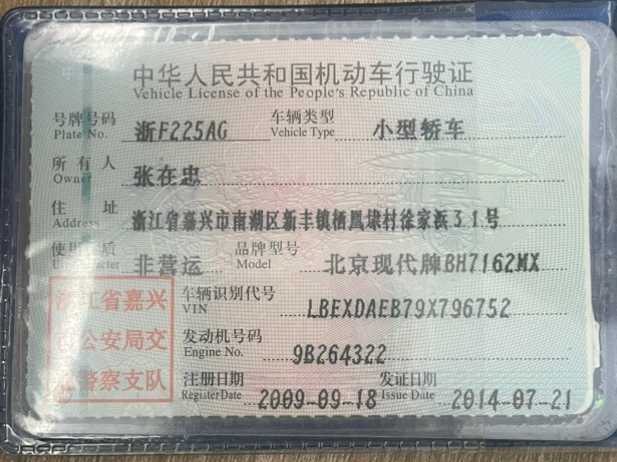 中华人民共和国机动车行驶证
Vehicle License of the People's Republic of China
号牌号码 浙F225AG 车辆类型 小型轿车
Plate No. Vehicle Type
所有人 张在忠
Owner
住址 浙江省嘉兴市南湖区新丰镇栖凰埭村徐家浜31号
Address
使用性质 非营运 品牌型号 北京现代牌BH7162MX
Use Character Model
浙江省嘉兴市公安局交通警察支队
车辆识别代号 LBEXDAEB79X796752
VIN
发动机号码 9B264322
Engine No.
注册日期 2009-09-18 发证日期 2014-07-21
Register Date Issue Date